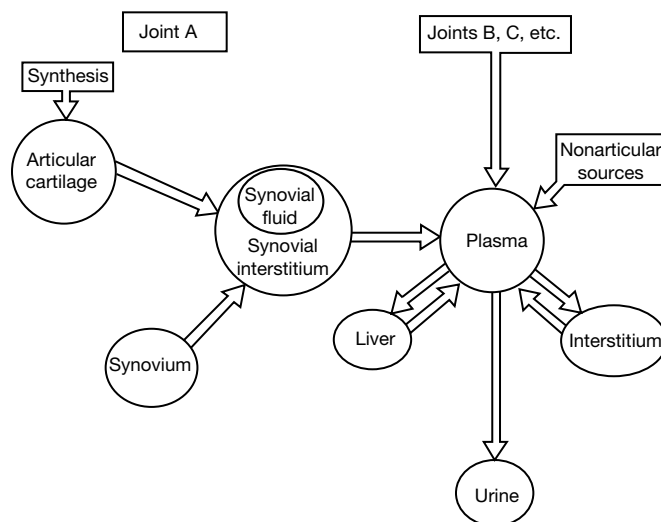 Joint A
Joints B, C, etc.
Synthesis
Articular
cartilage
Nonarticular
sources
Synovial
fluid
Synovial
interstitium
Plasma
Liver
Interstitium
Synovium
Urine